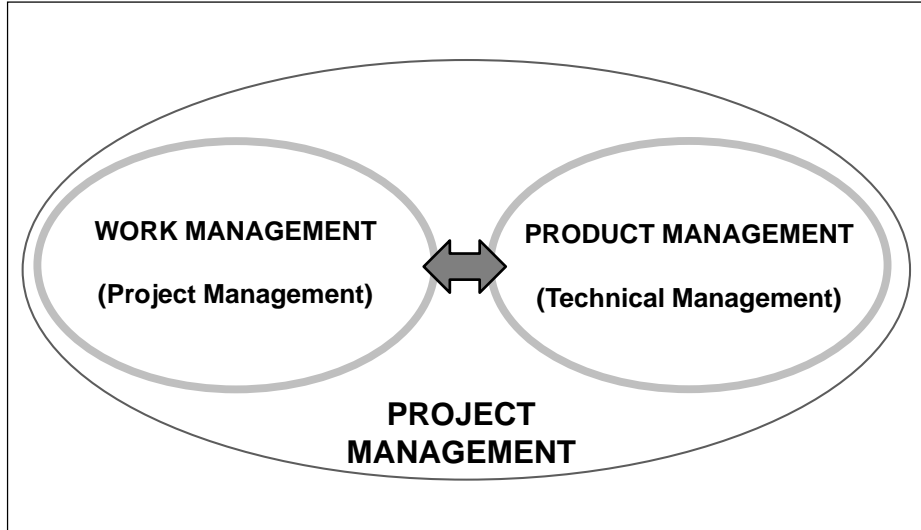 WORK MANAGEMENT
(Project Management)
PRODUCT MANAGEMENT
(Technical Management)
PROJECT
MANAGEMENT